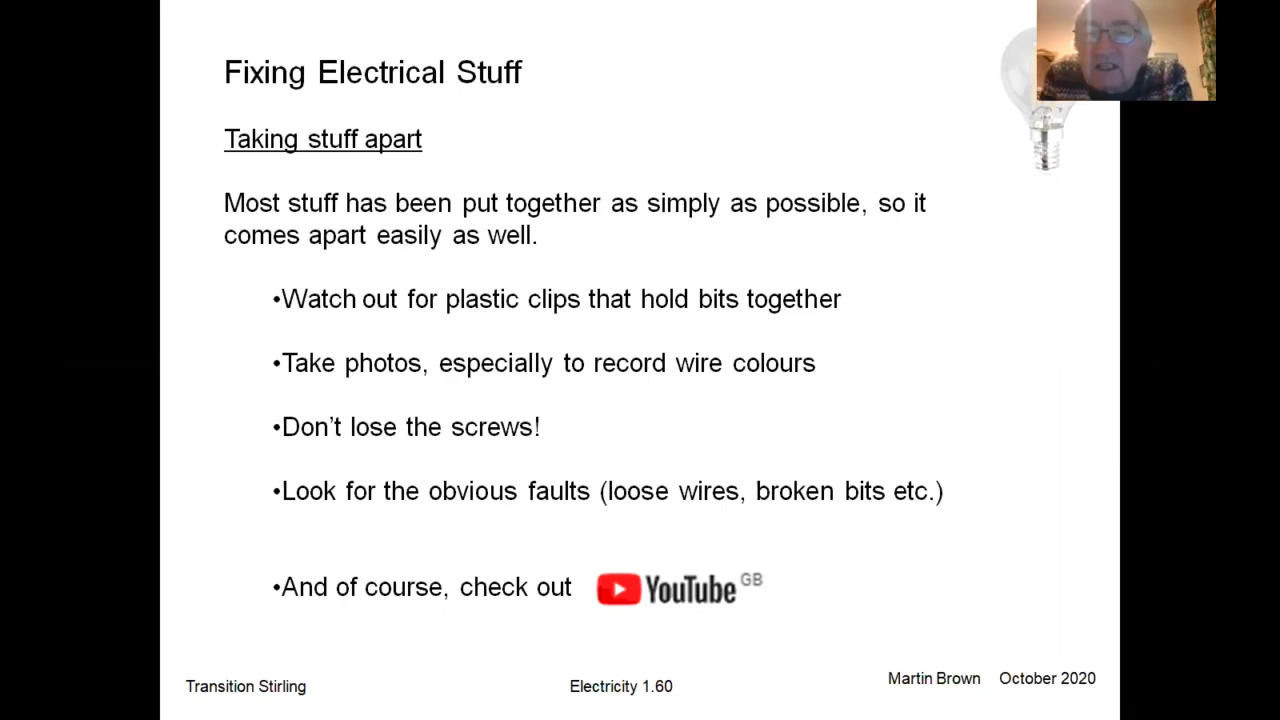 Fixing Electrical Stuff
Taking stuff apart
Most stuff has been put together as simply as possible, so it
comes apart easily as well.
•Watch out for plastic clips that hold bits together
•Take photos, especially to record wire colours
•Don’t lose the screws!
•Look for the obvious faults (loose wires, broken bits etc.)
•And of course, check out YouTube GB
Transition Stirling Electricity 1.60 Martin Brown October 2020